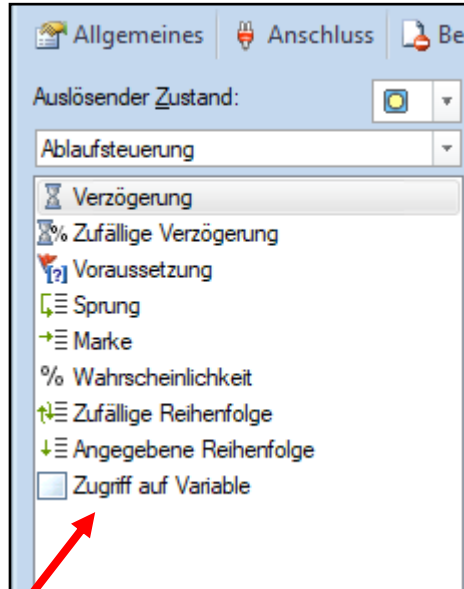 Allgemeines Anschluss Be
Auslösender Zustand:
Ablaufsteuerung
Verzögerung
% Zufällige Verzögerung
[?] Voraussetzung
Sprung
Marke
% Wahrscheinlichkeit
Zufällige Reihenfolge
Angegebene Reihenfolge
Zugriff auf Variable